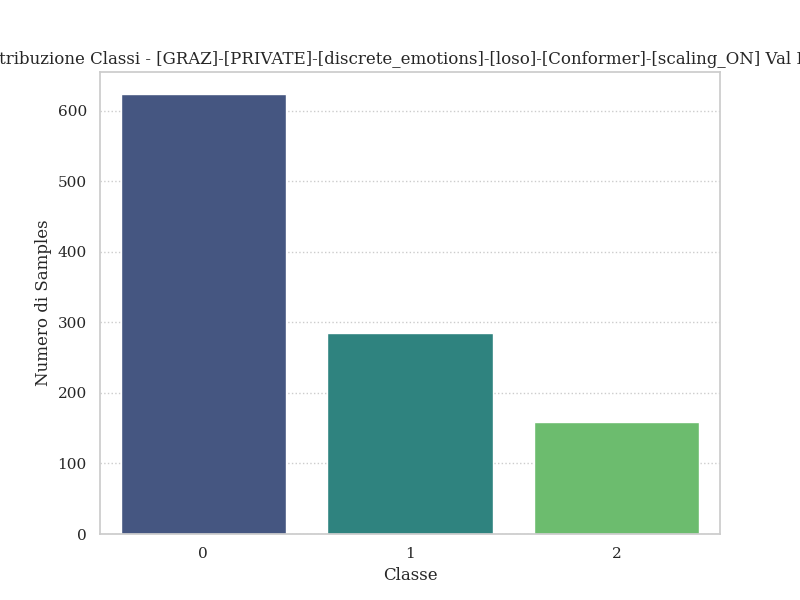 tribuzione Classi - [GRAZ]-[PRIVATE]-[discrete_emotions]-[loso]-[Conformer]-[scaling_ON] Val
600
500
400
300
200
100
0
Numero di Samples
0 1 2
Classe